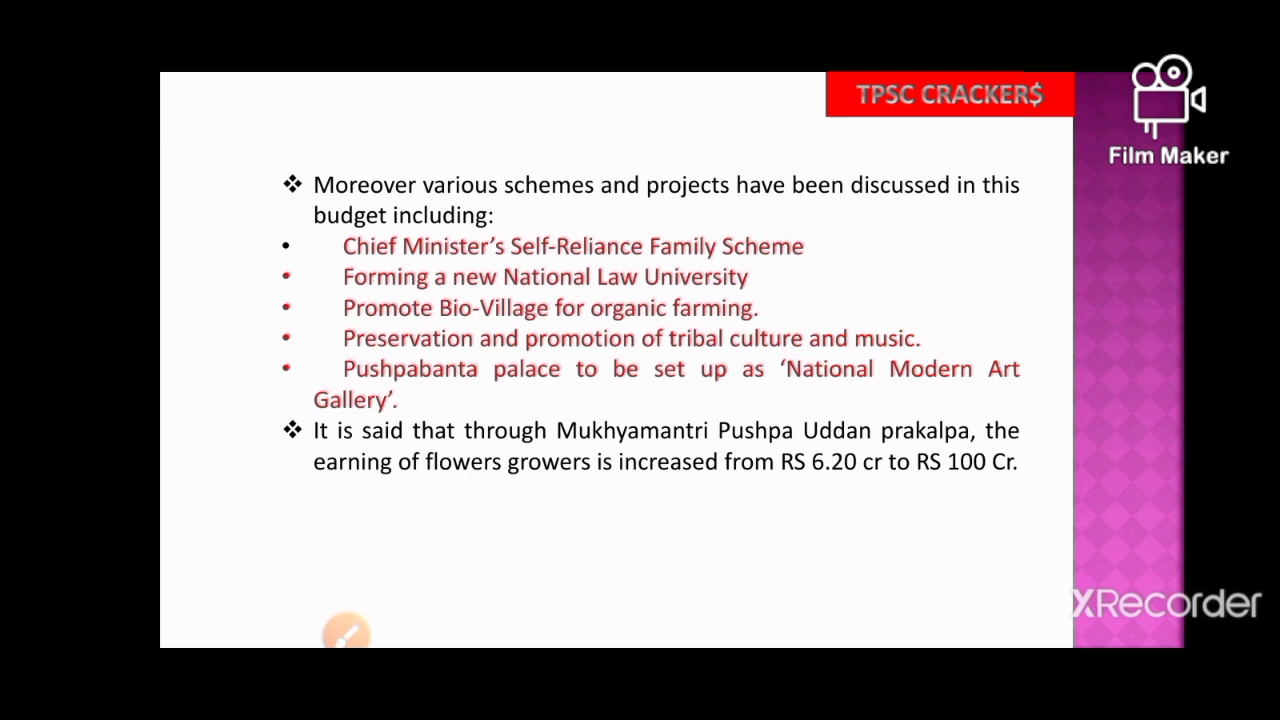 TPSC CRACKER$
Film Maker
❖ Moreover various schemes and projects have been discussed in this
budget including:
• Chief Minister’s Self-Reliance Family Scheme
• Forming a new National Law University
• Promote Bio-Village for organic farming.
• Preservation and promotion of tribal culture and music.
• Pushpabanta palace to be set up as ‘National Modern Art
Gallery’.
❖ It is said that through Mukhyamantri Pushpa Uddan prakalpa, the
earning of flowers growers is increased from RS 6.20 cr to RS 100 Cr.
XRecorder